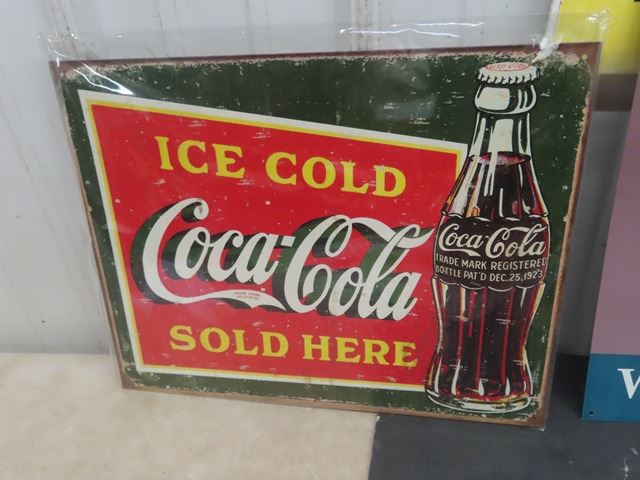 ICE COLD
Coca-Cola
SOLD HERE
Coca-Cola
TRADE MARK REGISTERED
BOTTLE PAT'D DEC. 25, 1923